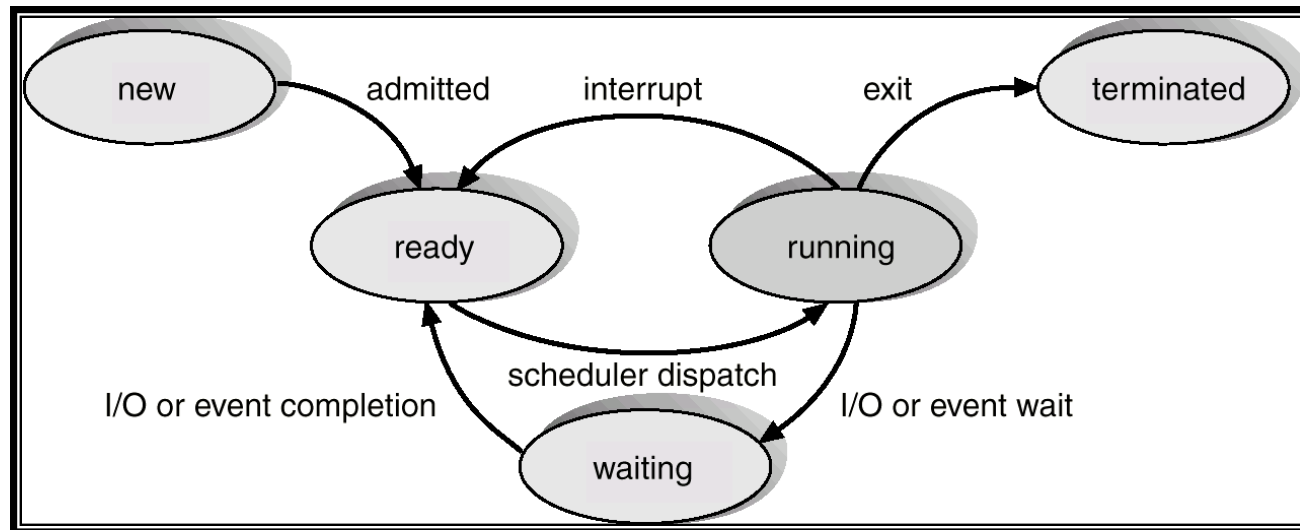 new
admitted
interrupt
exit
terminated
ready
running
scheduler dispatch
I/O or event completion
I/O or event wait
waiting